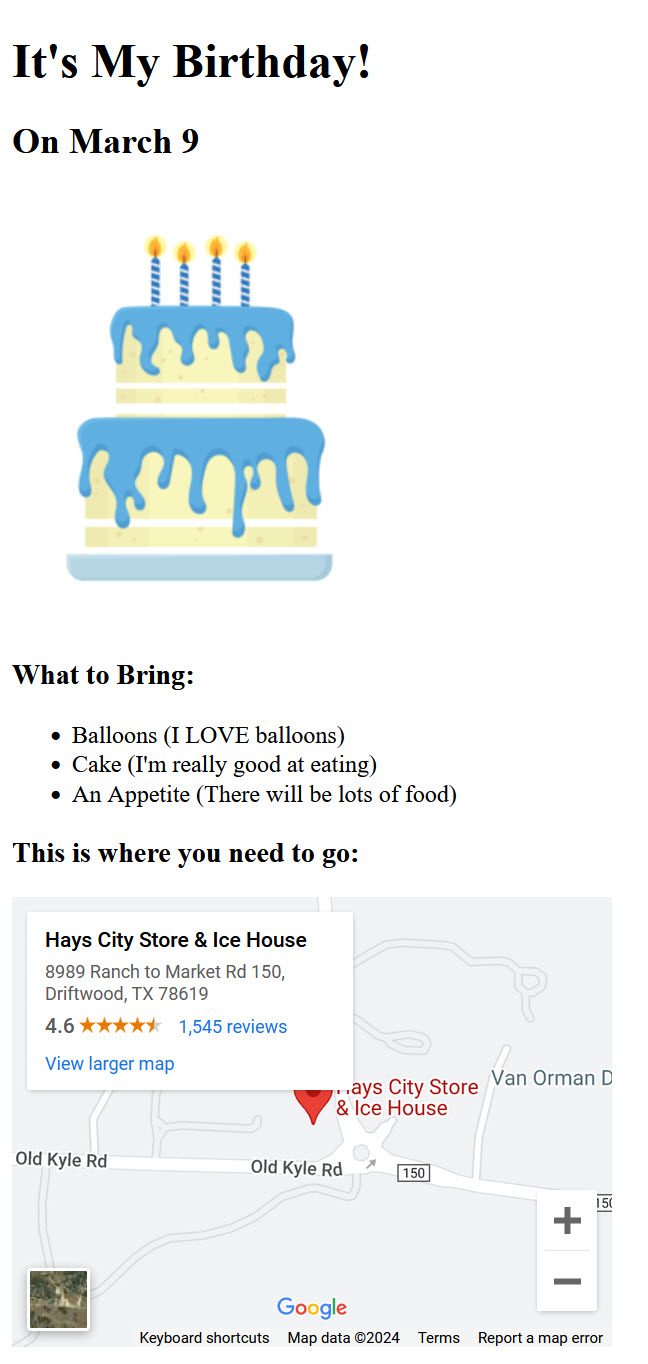 It's My Birthday!
On March 9
What to Bring:
Balloons (I LOVE balloons)
Cake (I'm really good at eating)
An Appetite (There will be lots of food)
This is where you need to go:
Hays City Store & Ice House
8989 Ranch to Market Rd 150,
Driftwood, TX 78619
4.6 1,545 reviews
View larger map
Hays City Store
& Ice House
Van Orman D
Old Kyle Rd
Old Kyle Rd
150
150
Google
Keyboard shortcuts Map data ©2024 Terms Report a map error